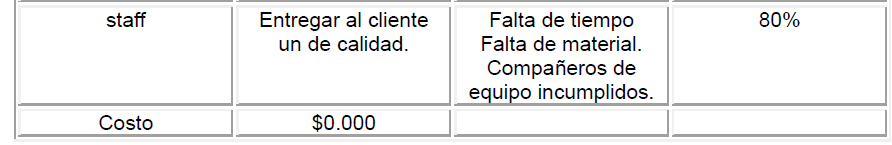 staff
Entregar al cliente
un de calidad.
Falta de tiempo
Falta de material.
Compañeros de
equipo incumplidos.
80%
Costo
$0.000